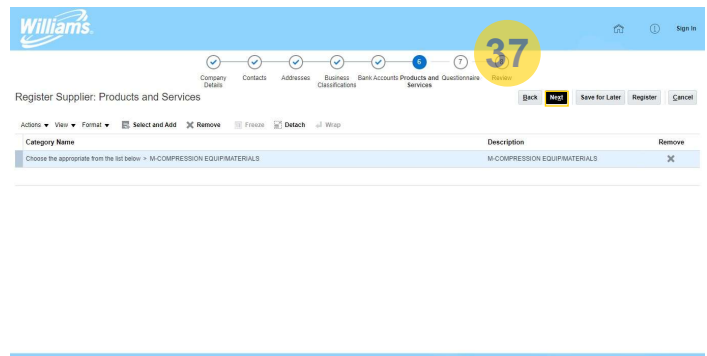 Williams.
Sign In
37
6
7
Company Details
Contacts
Addresses
Business Classifications
Bank Accounts
Products and Services
Questionnaire
Review
Register Supplier: Products and Services
Back
Next
Save for Later
Register
Cancel
Actions
View
Format
Select and Add
Remove
Freeze
Detach
Wrap
Category Name
Description
Remove
Choose the appropriate from the list below > M-COMPRESSION EQUIP/MATERIALS
M-COMPRESSION EQUIP/MATERIALS